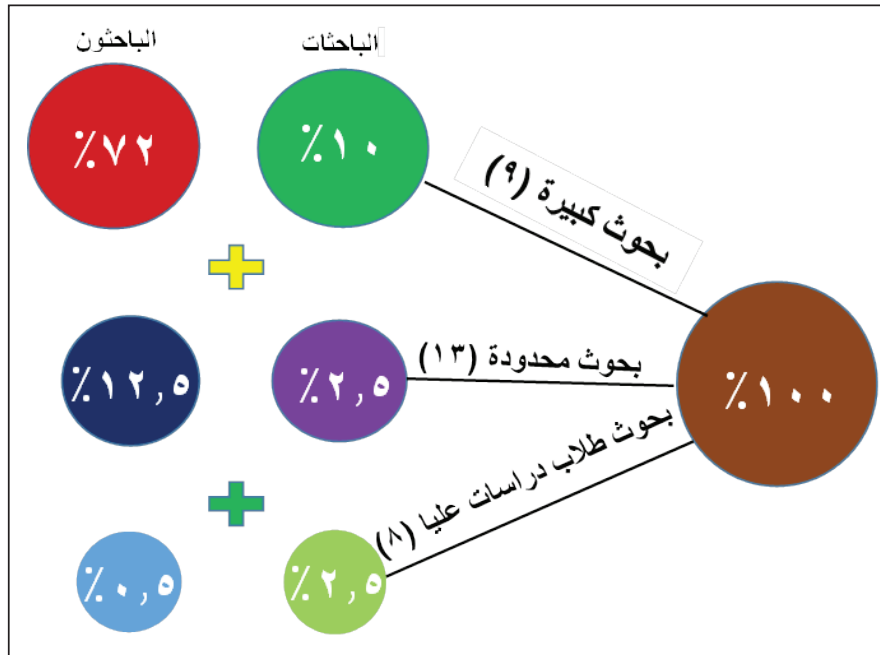 الباحثات
الباحثون
٪١٠
٪٧٢
بحوث كبيرة (٩)
بحوث محدودة (١٣)
٪٢,٥
٪١٢,٥
٪١٠٠
بحوث طلاب دراسات عليا (٨)
٪٢,٥
٪٠,٥